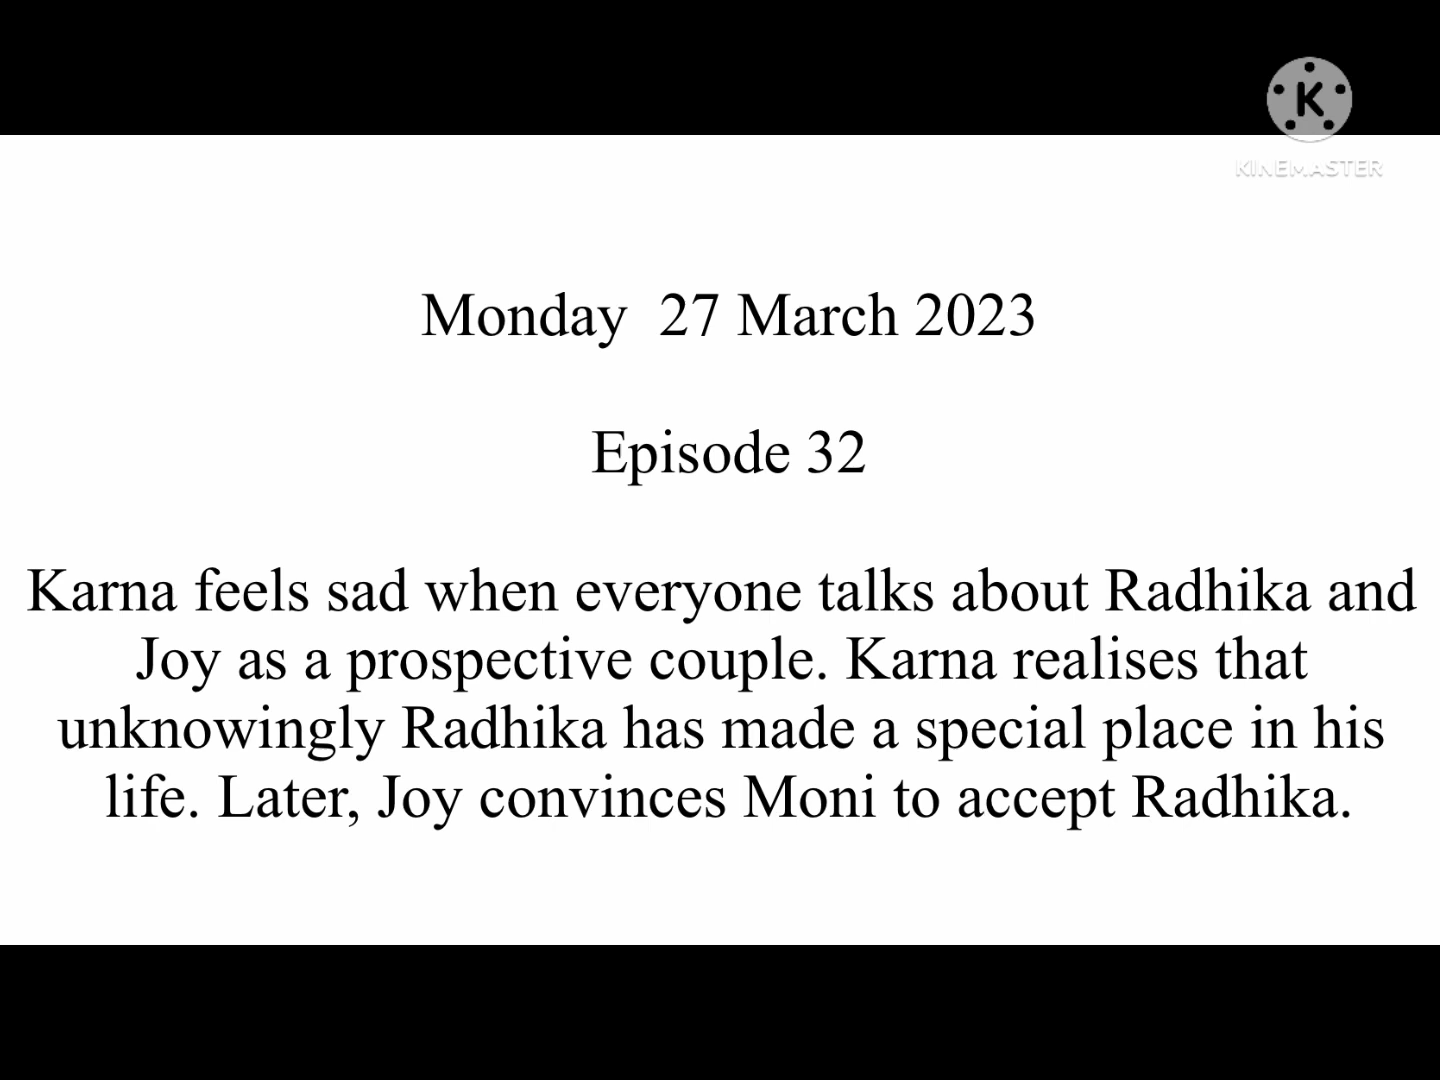 K
KINEMASTER
Monday  27 March 2023
Episode 32
Karna feels sad when everyone talks about Radhika and
Joy as a prospective couple. Karna realises that
unknowingly Radhika has made a special place in his
life. Later, Joy convinces Moni to accept Radhika.